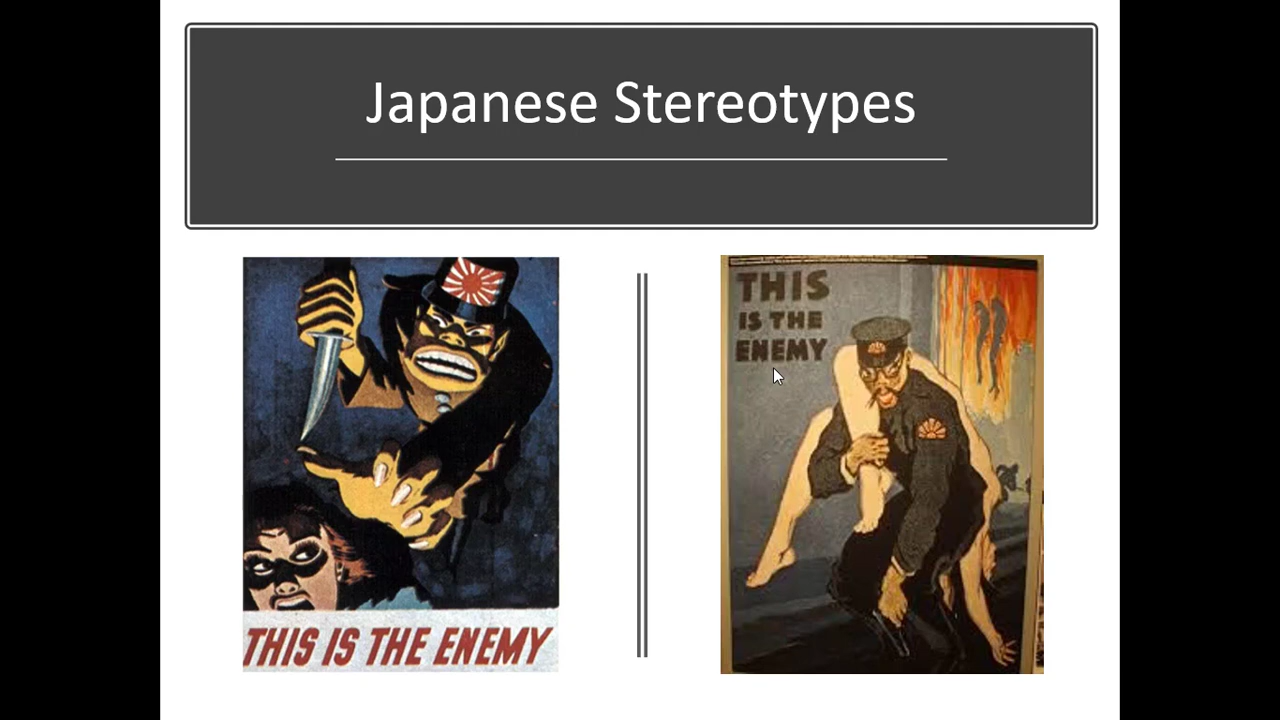 Japanese Stereotypes
THIS IS THE ENEMY
THIS
IS THE
ENEMY